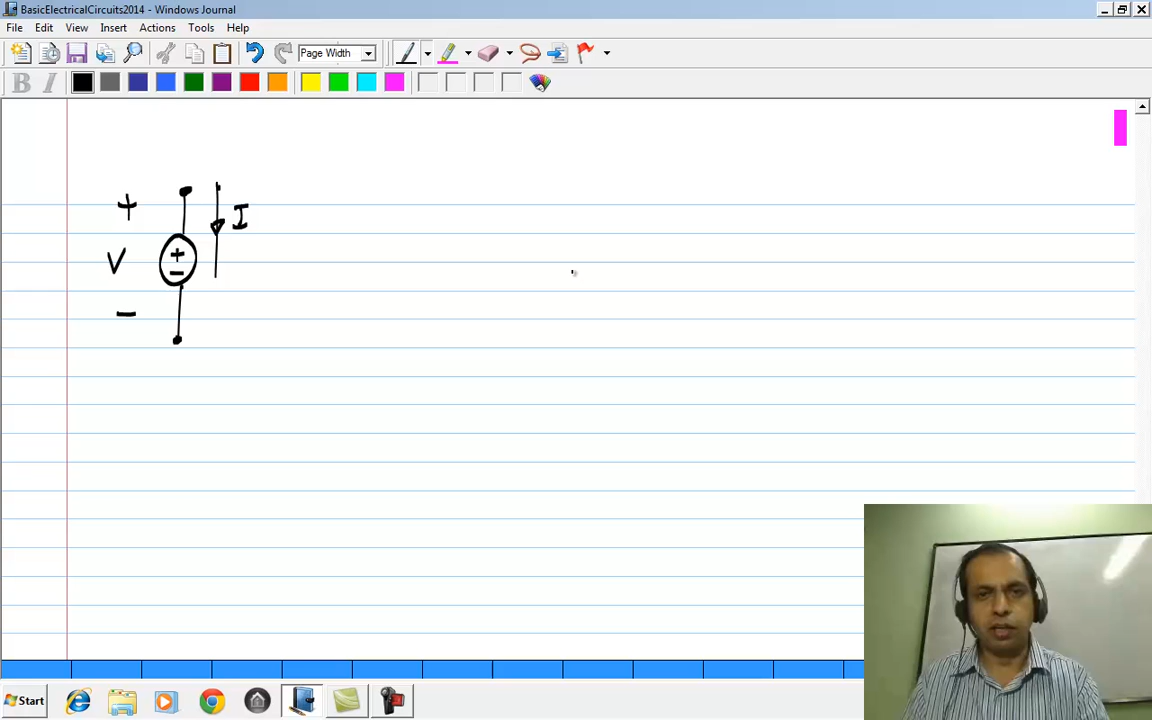 BasicElectricalCircuits2014 - Windows Journal
File Edit View Insert Actions Tools Help
Page Width
B I
+ I
V + −
−
Start